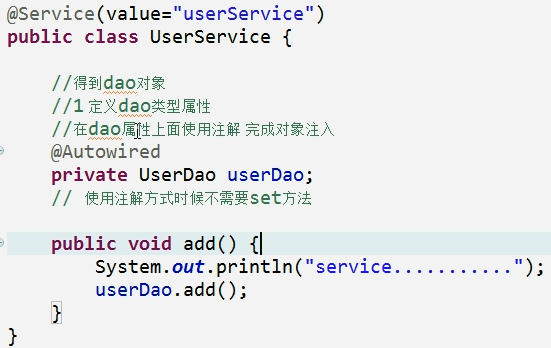 @Service(value="userService")
public class UserService {
//得到dao对象
//1 定义dao类型属性
//在dao属性上面使用注解 完成对象注入
@Autowired
private UserDao userDao;
// 使用注解方式时候不需要set方法
public void add() {
System.out.println("service...........");
userDao.add();
}
}